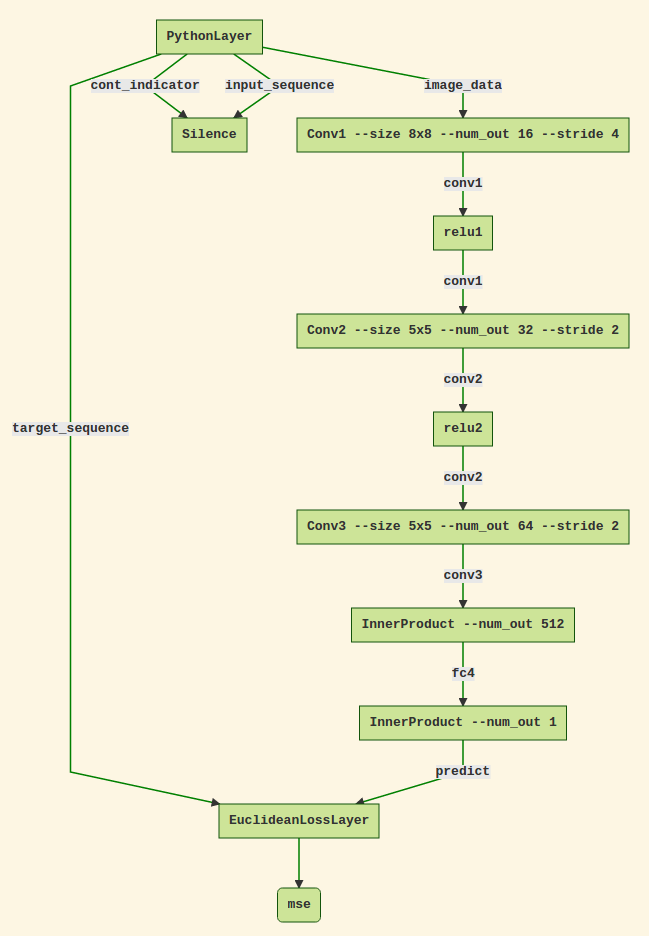 PythonLayer
cont_indicator input_sequence image_data
Silence Conv1 --size 8x8 --num_out 16 --stride 4
conv1
relu1
conv1
Conv2 --size 5x5 --num_out 32 --stride 2
conv2
target_sequence relu2
conv2
Conv3 --size 5x5 --num_out 64 --stride 2
conv3
InnerProduct --num_out 512
fc4
InnerProduct --num_out 1
predict
EuclideanLossLayer
mse